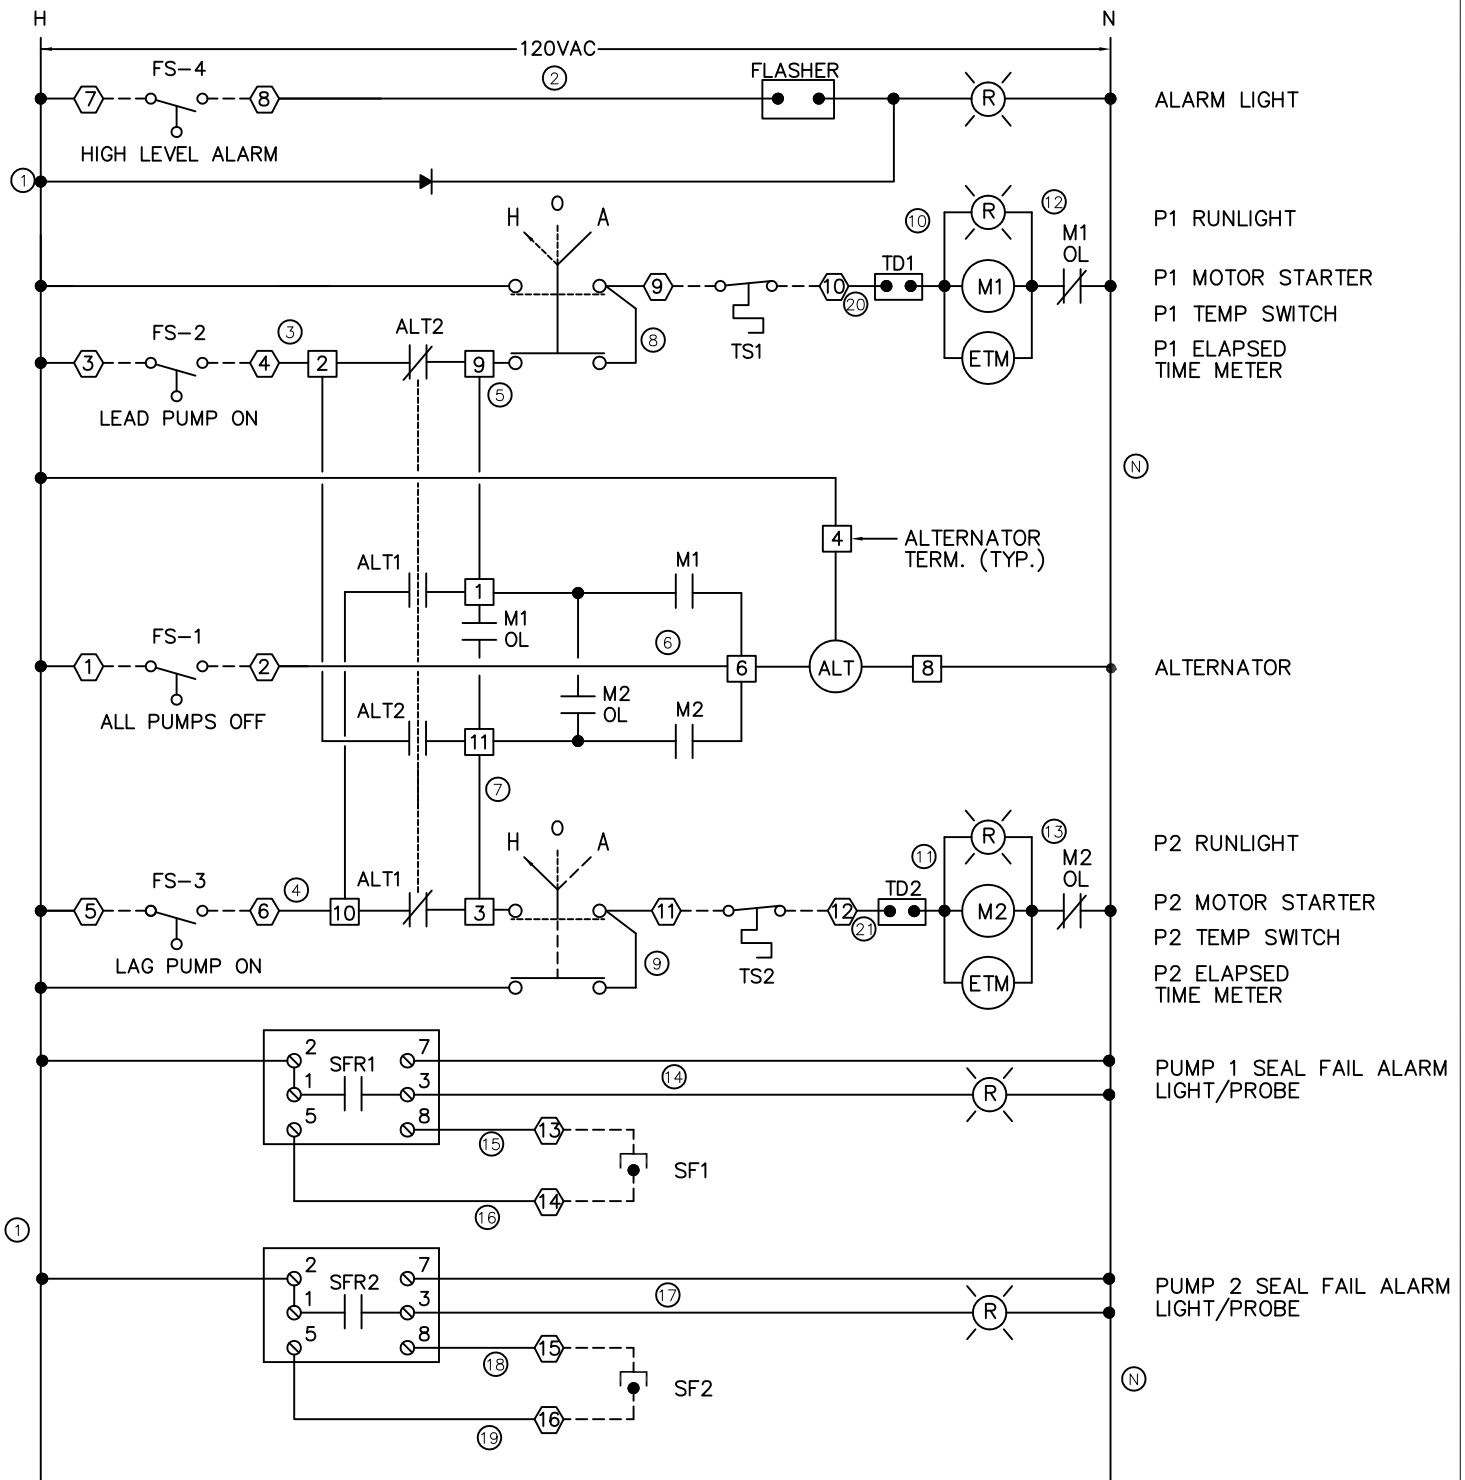 H
N
120VAC
FS-4
2
FLASHER
7
8
R
ALARM LIGHT
HIGH LEVEL ALARM
1
H O A
10
R
12
P1 RUNLIGHT
M1
OL
TD1
9
10
20
M1
P1 MOTOR STARTER
P1 TEMP SWITCH
FS-2
3
ALT2
8
TS1
3
4
2
9
5
ETM
P1 ELAPSED
TIME METER
LEAD PUMP ON
N
4
ALTERNATOR
TERM. (TYP.)
ALT1
M1
1
M1
OL
FS-1
6
1
2
6
ALT
8
ALTERNATOR
ALL PUMPS OFF
ALT2
M2
OL
M2
11
7
H O A
11
R
13
P2 RUNLIGHT
M2
OL
FS-3
4
ALT1
TD2
5
6
10
3
11
12
21
M2
P2 MOTOR STARTER
P2 TEMP SWITCH
LAG PUMP ON
9
TS2
ETM
P2 ELAPSED
TIME METER
2
7
SFR1
14
1
3
R
PUMP 1 SEAL FAIL ALARM
LIGHT/PROBE
5
8
15
13
SF1
16
14
1
2
7
SFR2
17
1
3
R
PUMP 2 SEAL FAIL ALARM
LIGHT/PROBE
5
8
18
15
SF2
N
19
16